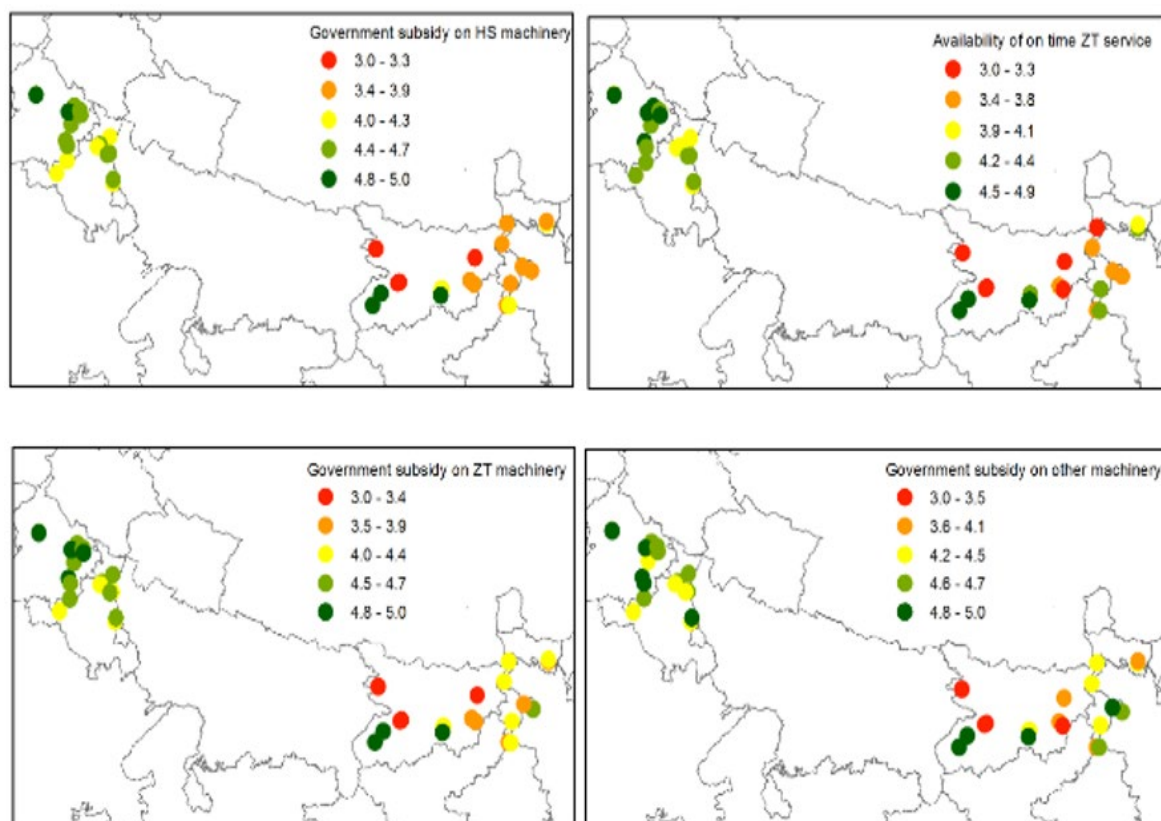 Government subsidy on HS machinery
3.0 - 3.3
3.4 - 3.9
4.0 - 4.3
4.4 - 4.7
4.8 - 5.0
Availability of on time ZT service
3.0 - 3.3
3.4 - 3.8
3.9 - 4.1
4.2 - 4.4
4.5 - 4.9
Government subsidy on ZT machinery
3.0 - 3.4
3.5 - 3.9
4.0 - 4.4
4.5 - 4.7
4.8 - 5.0
Government subsidy on other machinery
3.0 - 3.5
3.6 - 4.1
4.2 - 4.5
4.6 - 4.7
4.8 - 5.0